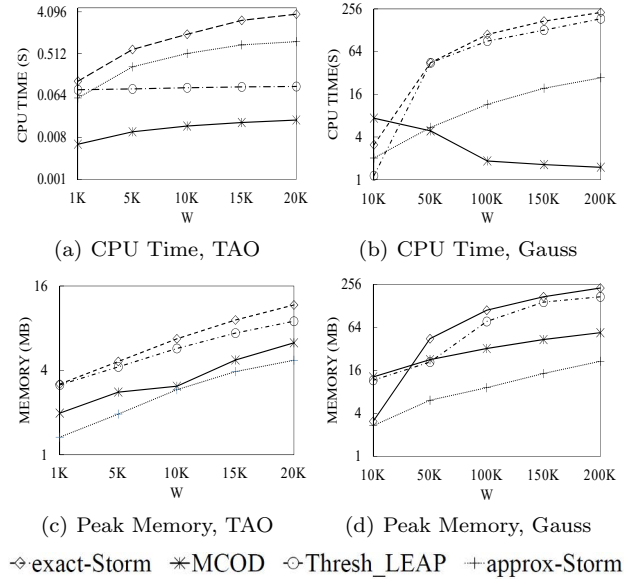 4.096
0.512
0.064
0.008
0.001
CPU TIME (S)
1K 5K 10K 15K 20K
W
(a) CPU Time, TAO
256
64
16
4
1
CPU TIME(S)
10K 50K 100K 150K 200K
W
(b) CPU Time, Gauss
16
4
1
MEMORY (MB)
1K 5K 10K 15K 20K
W
(c) Peak Memory, TAO
256
64
16
4
1
MEMORY (MB)
10K 50K 100K 150K 200K
W
(d) Peak Memory, Gauss
exact-Storm MCOD Thresh_LEAP approx-Storm